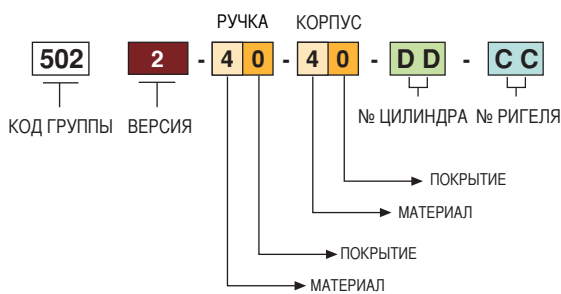 РУЧКА КОРПУС
502 2 - 4 0 - 4 0 - D D - C C
КОД ГРУППЫ ВЕРСИЯ № ЦИЛИНДРА № РИГЕЛЯ
ПОКРЫТИЕ
МАТЕРИАЛ
ПОКРЫТИЕ
МАТЕРИАЛ